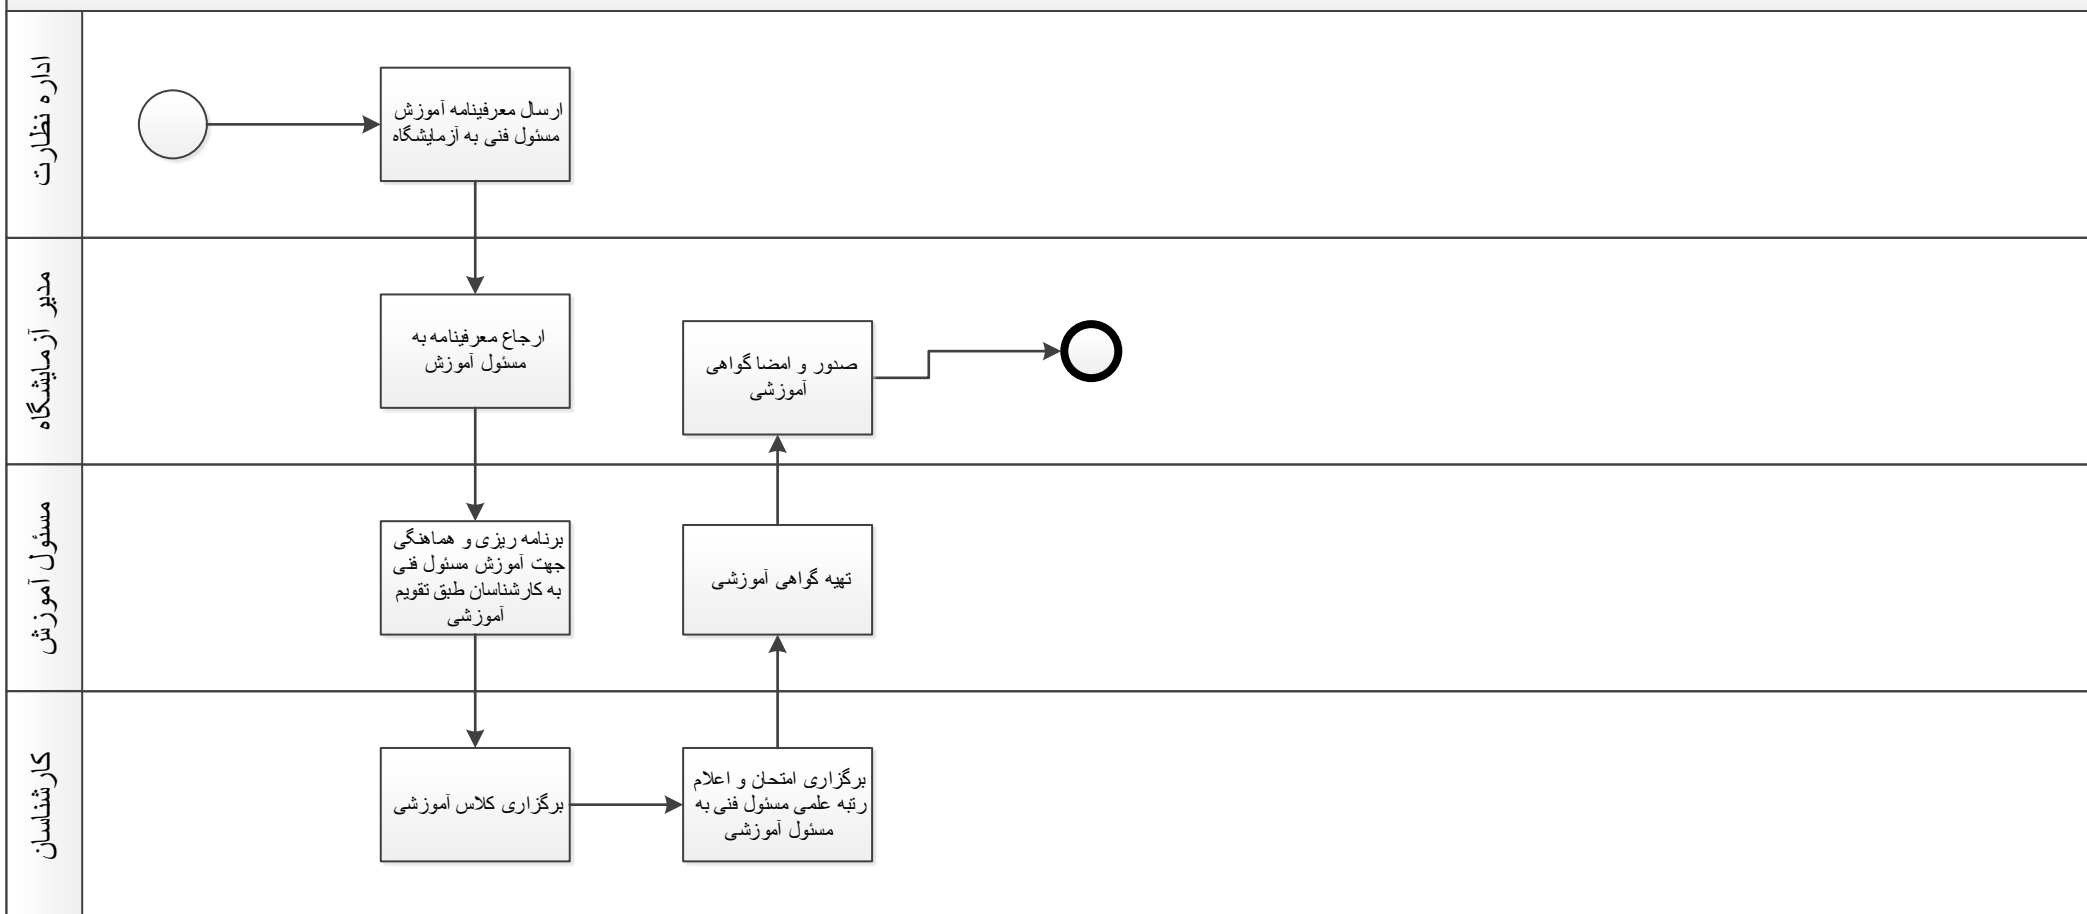 اداره نظارت
ارسال معرفینامه آموزش
مسئول فنی به آزمایشگاه
مدیر آزمایشگاه
ارجاع معرفینامه به
مسئول آموزش
صدور و امضا گواهی
آموزشی
مسئول آموزش
برنامه ریزی و هماهنگی
جهت آموزش مسئول فنی
به کارشناسان طبق تقویم
آموزشی
تهیه گواهی آموزشی
کارشناسان
برگزاری کلاس آموزشی
برگزاری امتحان و اعلام
رتبه علمی مسئول فنی به
مسئول آموزشی